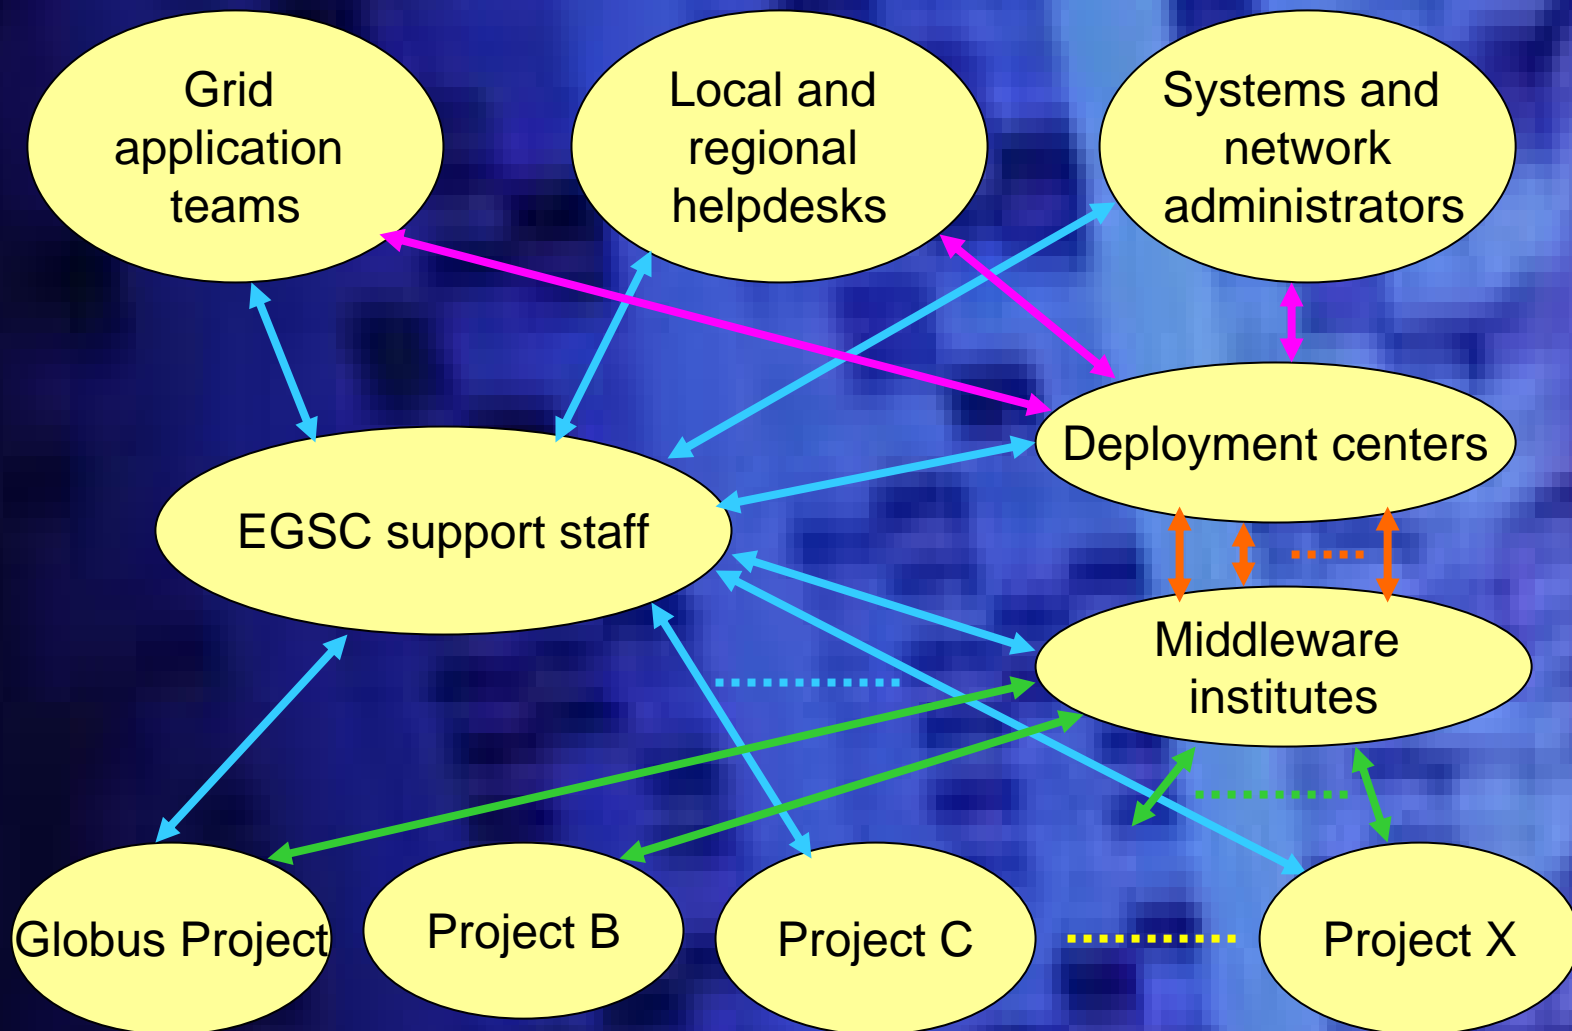 Grid
application
teams
Local and
regional
helpdesks
Systems and
network
administrators
Deployment centers
EGSC support staff
Middleware
institutes
Globus Project
Project B
Project C
Project X